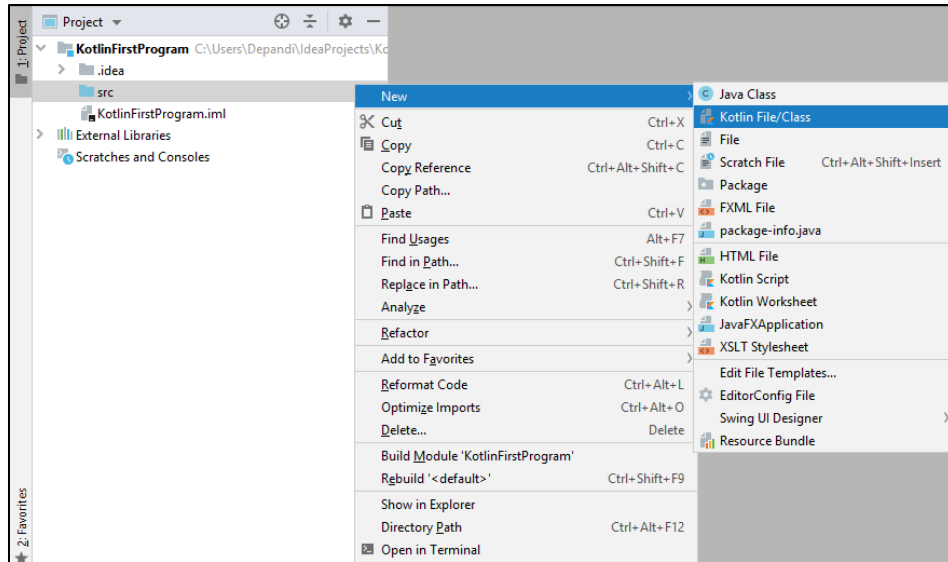 1: Project
Project
KotlinFirstProgram C:\Users\Depandi\IdeaProjects\Kc
.idea
src
KotlinFirstProgram.iml
External Libraries
Scratches and Consoles
2: Favorites
New
Cut Ctrl+X
Copy Ctrl+C
Copy Reference Ctrl+Alt+Shift+C
Copy Path...
Paste Ctrl+V
Find Usages Alt+F7
Find in Path... Ctrl+Shift+F
Replace in Path... Ctrl+Shift+R
Analyze
Refactor
Add to Favorites
Reformat Code Ctrl+Alt+L
Optimize Imports Ctrl+Alt+O
Delete... Delete
Build Module 'KotlinFirstProgram'
Rebuild '<default>' Ctrl+Shift+F9
Show in Explorer
Directory Path Ctrl+Alt+F12
Open in Terminal
Java Class
Kotlin File/Class
File
Scratch File Ctrl+Alt+Shift+Insert
Package
FXML File
package-info.java
HTML File
Kotlin Script
Kotlin Worksheet
JavaFXApplication
XSLT Stylesheet
Edit File Templates...
EditorConfig File
Swing UI Designer
Resource Bundle